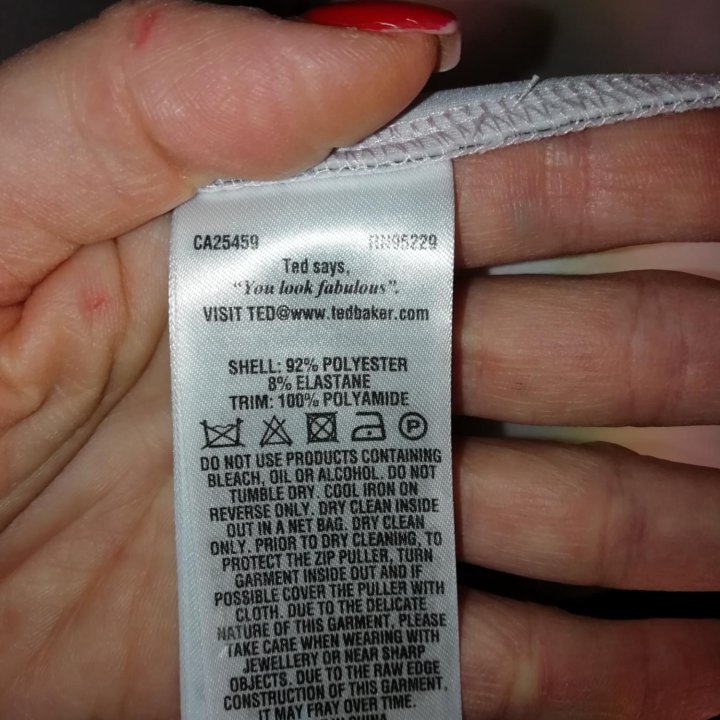 CA25459 RN95229
Ted says,
“You look fabulous”.
VISIT TED@www.tedbaker.com
SHELL: 92% POLYESTER
8% ELASTANE
TRIM: 100% POLYAMIDE
P
DO NOT USE PRODUCTS CONTAINING
BLEACH, OIL OR ALCOHOL. DO NOT
TUMBLE DRY. COOL IRON ON
REVERSE ONLY. DRY CLEAN INSIDE
OUT IN A NET BAG. DRY CLEAN
ONLY. PRIOR TO DRY CLEANING, TO
PROTECT THE ZIP PULLER, TURN
GARMENT INSIDE OUT AND IF
POSSIBLE COVER THE PULLER WITH
CLOTH. DUE TO THE DELICATE
NATURE OF THIS GARMENT, PLEASE
TAKE CARE WHEN WEARING WITH
JEWELLERY OR NEAR SHARP
OBJECTS. DUE TO THE RAW EDGE
CONSTRUCTION OF THIS GARMENT,
IT MAY FRAY OVER TIME.